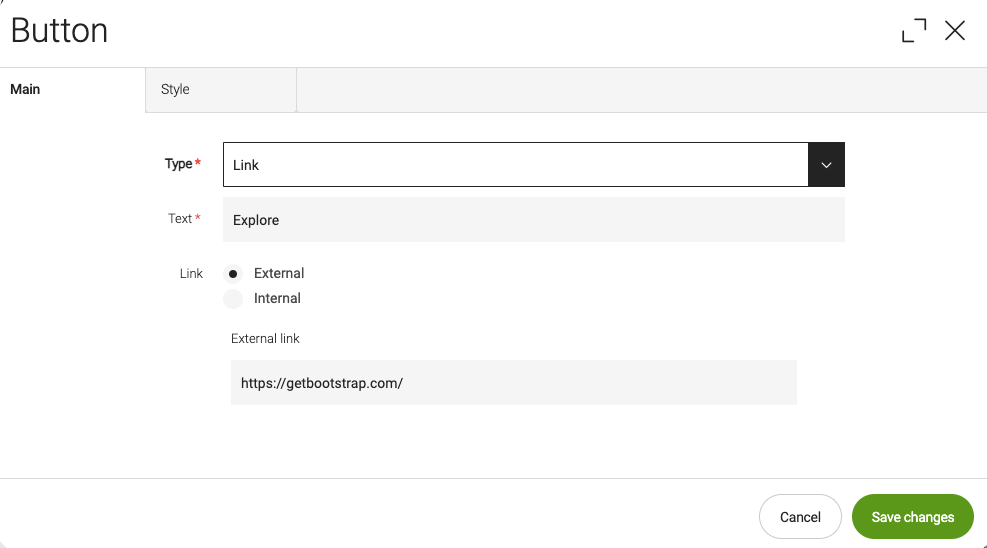 Button
Main
Style
Type *
Link
Text *
Explore
Link
External
Internal
External link
https://getbootstrap.com/
Cancel
Save changes